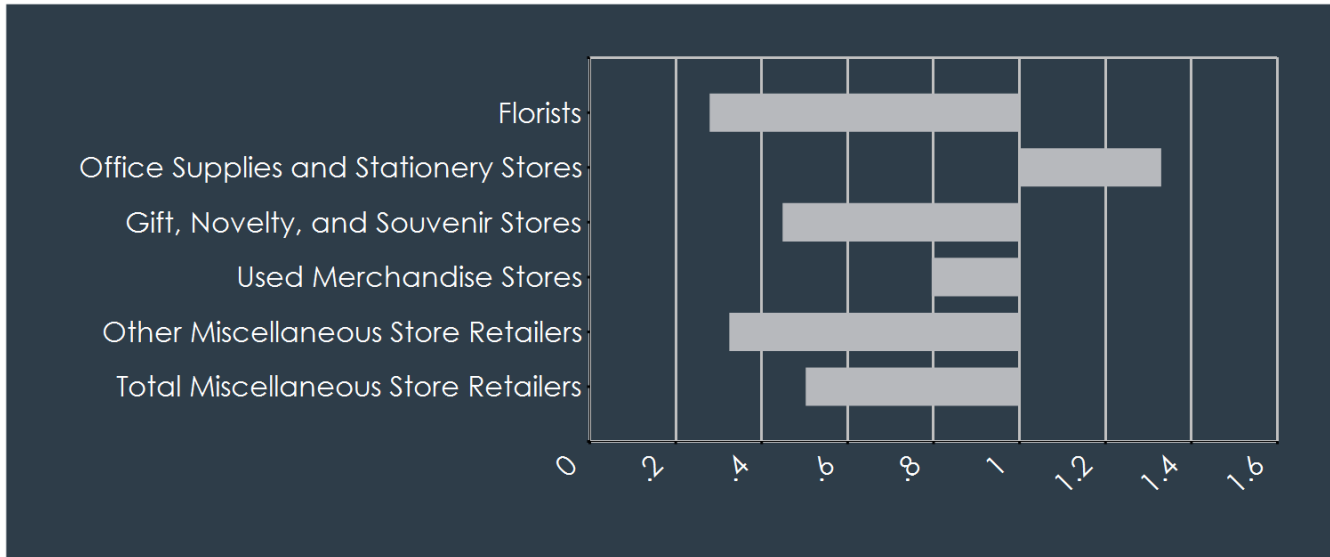 Florists
Office Supplies and Stationery Stores
Gift, Novelty, and Souvenir Stores
Used Merchandise Stores
Other Miscellaneous Store Retailers
Total Miscellaneous Store Retailers
0 .2 .4 .6 .8 1 1.2 1.4 1.6